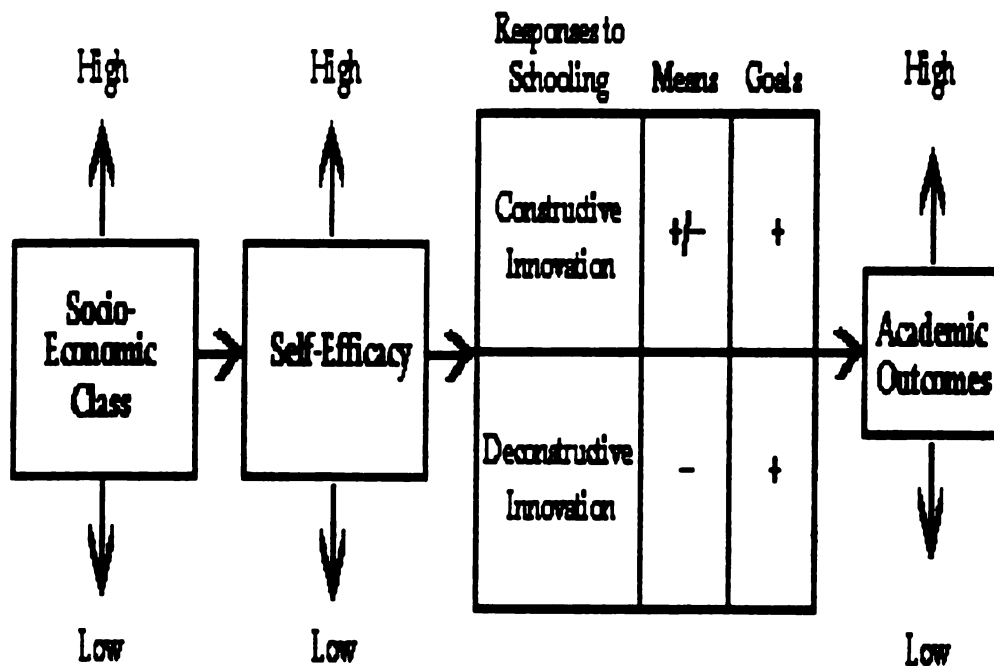 High
High
Responses to
Schooling
Means
Goals
High
Socio-
Economic
Class
Self-Efficacy
Constructive
Innovation
+/-
+
Deconstructive
Innovation
-
+
Academic
Outcomes
Low
Low
Low